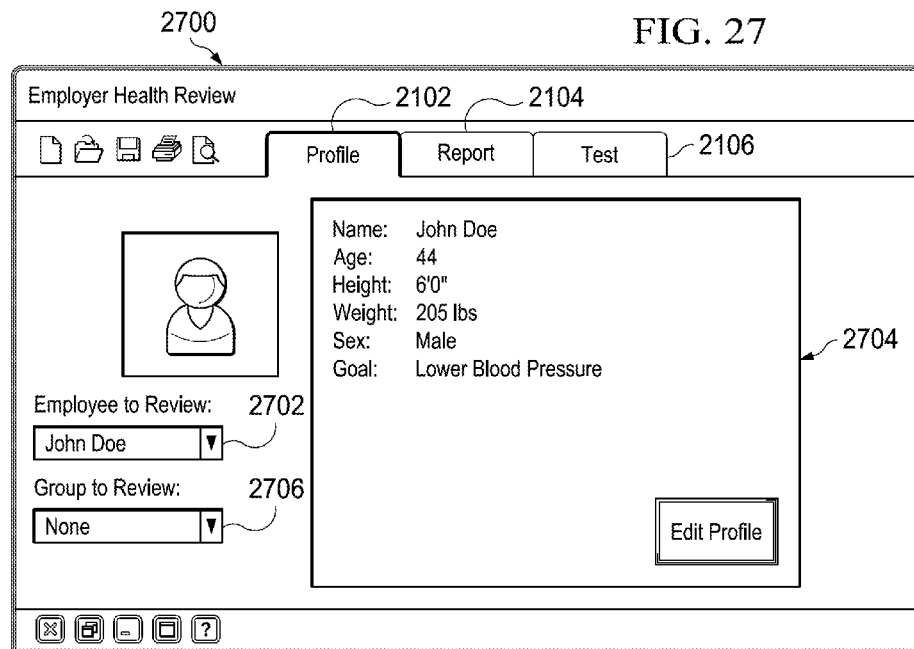 2700
FIG. 27
Employer Health Review
2102
2104
Profile
Report
Test
2106
Name: John Doe
Age: 44
Height: 6'0"
Weight: 205 lbs
Sex: Male
Goal: Lower Blood Pressure
2704
Employee to Review:
2702
John Doe
Group to Review:
2706
None
Edit Profile
?